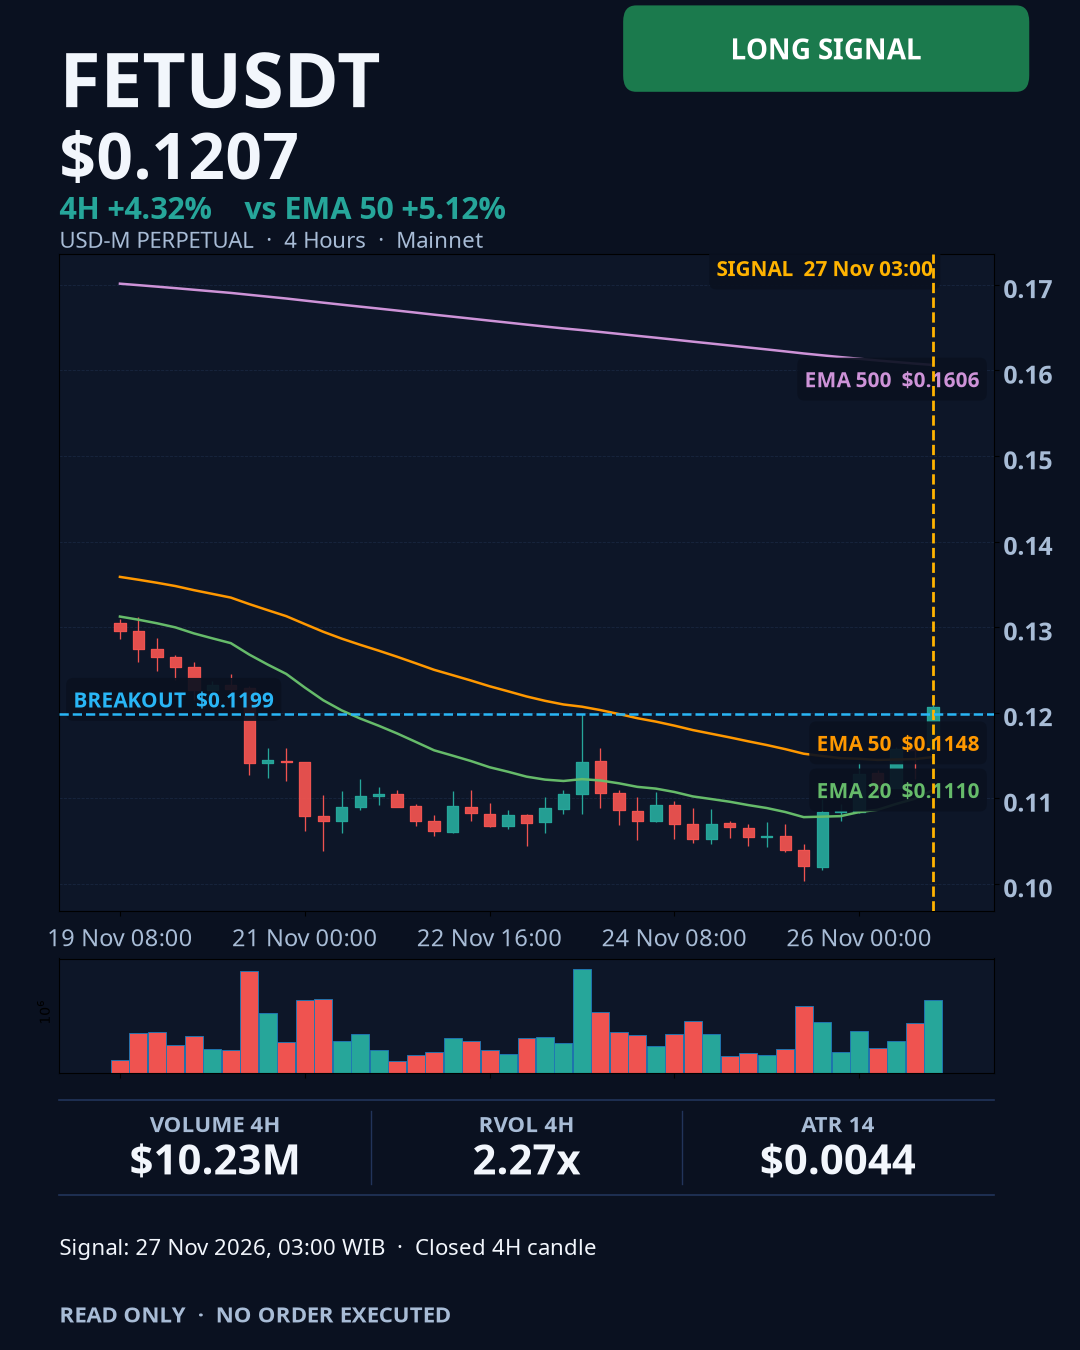 LONG SIGNAL
FETUSDT
$0.1207
4H +4.32% vs EMA 50 +5.12%
USD-M PERPETUAL · 4 Hours · Mainnet
SIGNAL 27 Nov 03:00
0.17
EMA 500 $0.1606
0.16
0.15
0.14
0.13
BREAKOUT $0.1199
0.12
EMA 50 $0.1148
EMA 20 $0.1110
0.11
0.10
19 Nov 08:00 21 Nov 00:00 22 Nov 16:00 24 Nov 08:00 26 Nov 00:00
10⁶
VOLUME 4H RVOL 4H ATR 14
$10.23M 2.27x $0.0044
Signal: 27 Nov 2026, 03:00 WIB · Closed 4H candle
READ ONLY · NO ORDER EXECUTED